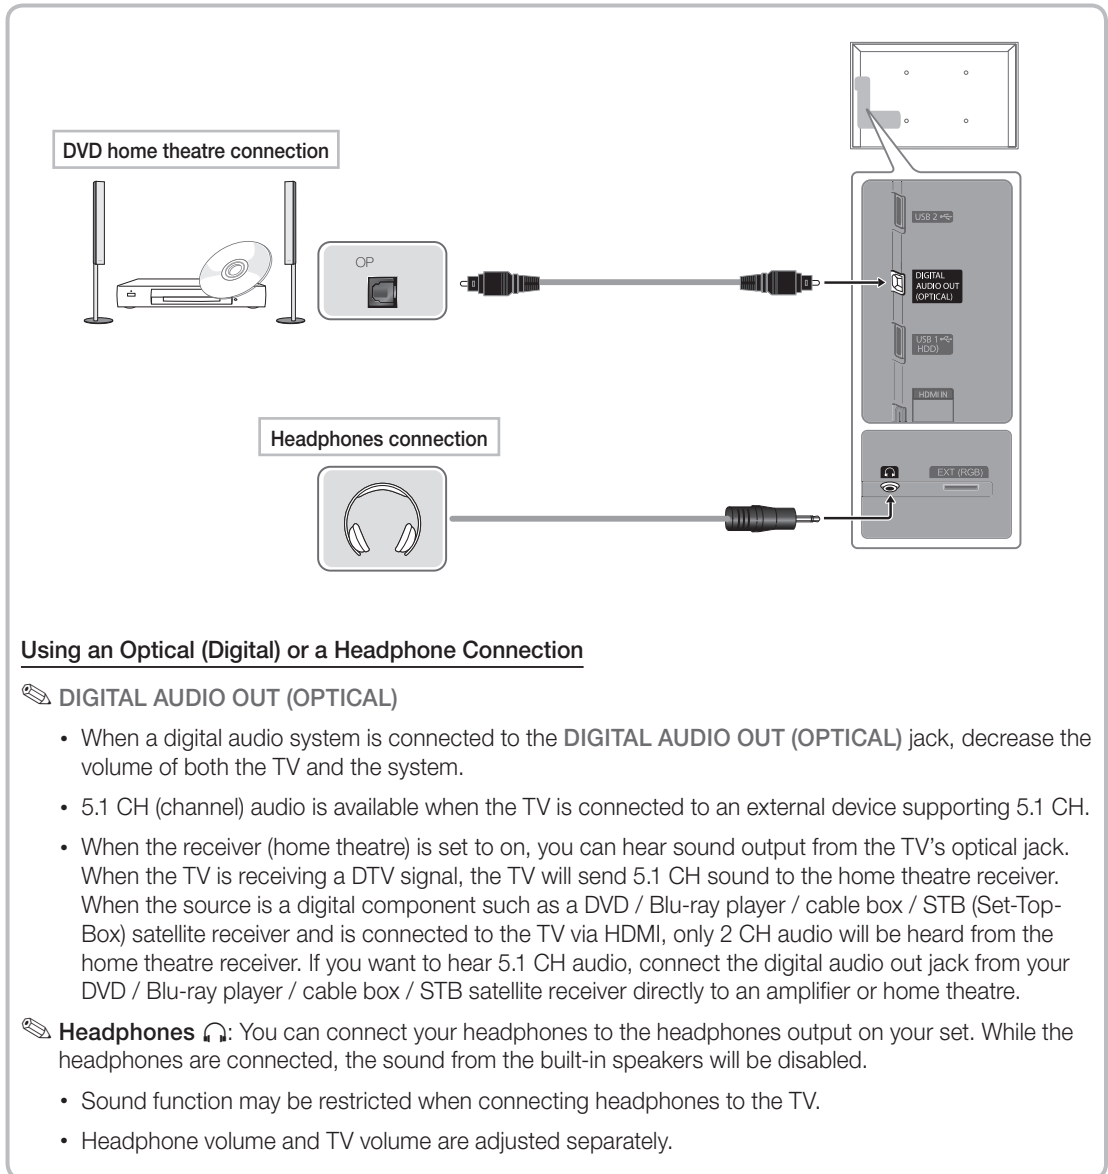 DVD home theatre connection
OP
USB 2
DIGITAL
AUDIO OUT
(OPTICAL)
USB 1
HDD)
HDMI IN
Headphones connection
EXT (RGB)
Using an Optical (Digital) or a Headphone Connection
DIGITAL AUDIO OUT (OPTICAL)
• When a digital audio system is connected to the DIGITAL AUDIO OUT (OPTICAL) jack, decrease the
volume of both the TV and the system.
• 5.1 CH (channel) audio is available when the TV is connected to an external device supporting 5.1 CH.
• When the receiver (home theatre) is set to on, you can hear sound output from the TV's optical jack.
When the TV is receiving a DTV signal, the TV will send 5.1 CH sound to the home theatre receiver.
When the source is a digital component such as a DVD / Blu-ray player / cable box / STB (Set-Top-
Box) satellite receiver and is connected to the TV via HDMI, only 2 CH audio will be heard from the
home theatre receiver. If you want to hear 5.1 CH audio, connect the digital audio out jack from your
DVD / Blu-ray player / cable box / STB satellite receiver directly to an amplifier or home theatre.
Headphones : You can connect your headphones to the headphones output on your set. While the
headphones are connected, the sound from the built-in speakers will be disabled.
• Sound function may be restricted when connecting headphones to the TV.
• Headphone volume and TV volume are adjusted separately.